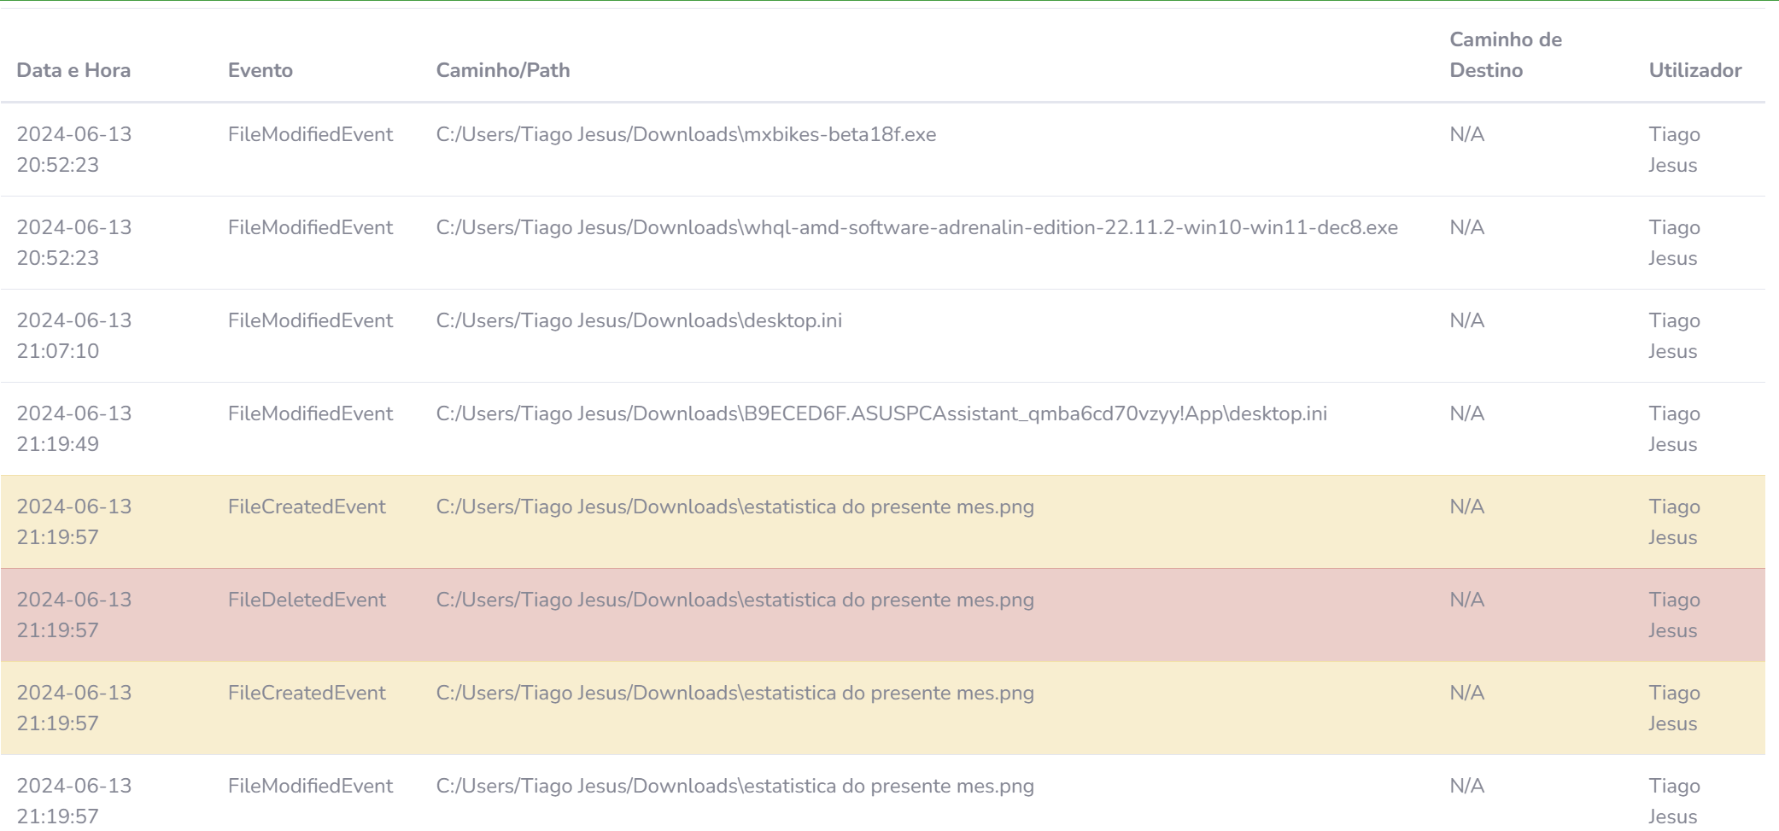 Data e Hora Evento Caminho/Path Caminho de Destino Utilizador
2024-06-13 20:52:23 FileModifiedEvent C:/Users/Tiago Jesus/Downloads\mxbikes-beta18f.exe N/A Tiago Jesus
2024-06-13 20:52:23 FileModifiedEvent C:/Users/Tiago Jesus/Downloads\whql-amd-software-adrenalin-edition-22.11.2-win10-win11-dec8.exe N/A Tiago Jesus
2024-06-13 21:07:10 FileModifiedEvent C:/Users/Tiago Jesus/Downloads\desktop.ini N/A Tiago Jesus
2024-06-13 21:19:49 FileModifiedEvent C:/Users/Tiago Jesus/Downloads\B9ECED6F.ASUSPCAssistant_qmba6cd70vzyy!App\desktop.ini N/A Tiago Jesus
2024-06-13 21:19:57 FileCreatedEvent C:/Users/Tiago Jesus/Downloads\estatistica do presente mes.png N/A Tiago Jesus
2024-06-13 21:19:57 FileDeletedEvent C:/Users/Tiago Jesus/Downloads\estatistica do presente mes.png N/A Tiago Jesus
2024-06-13 21:19:57 FileCreatedEvent C:/Users/Tiago Jesus/Downloads\estatistica do presente mes.png N/A Tiago Jesus
2024-06-13 21:19:57 FileModifiedEvent C:/Users/Tiago Jesus/Downloads\estatistica do presente mes.png N/A Tiago Jesus